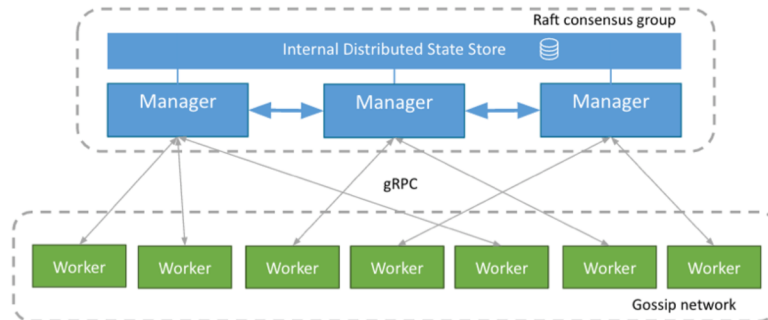 Raft consensus group
Internal Distributed State Store
Manager Manager Manager
gRPC
Worker Worker Worker Worker Worker Worker Worker
Gossip network